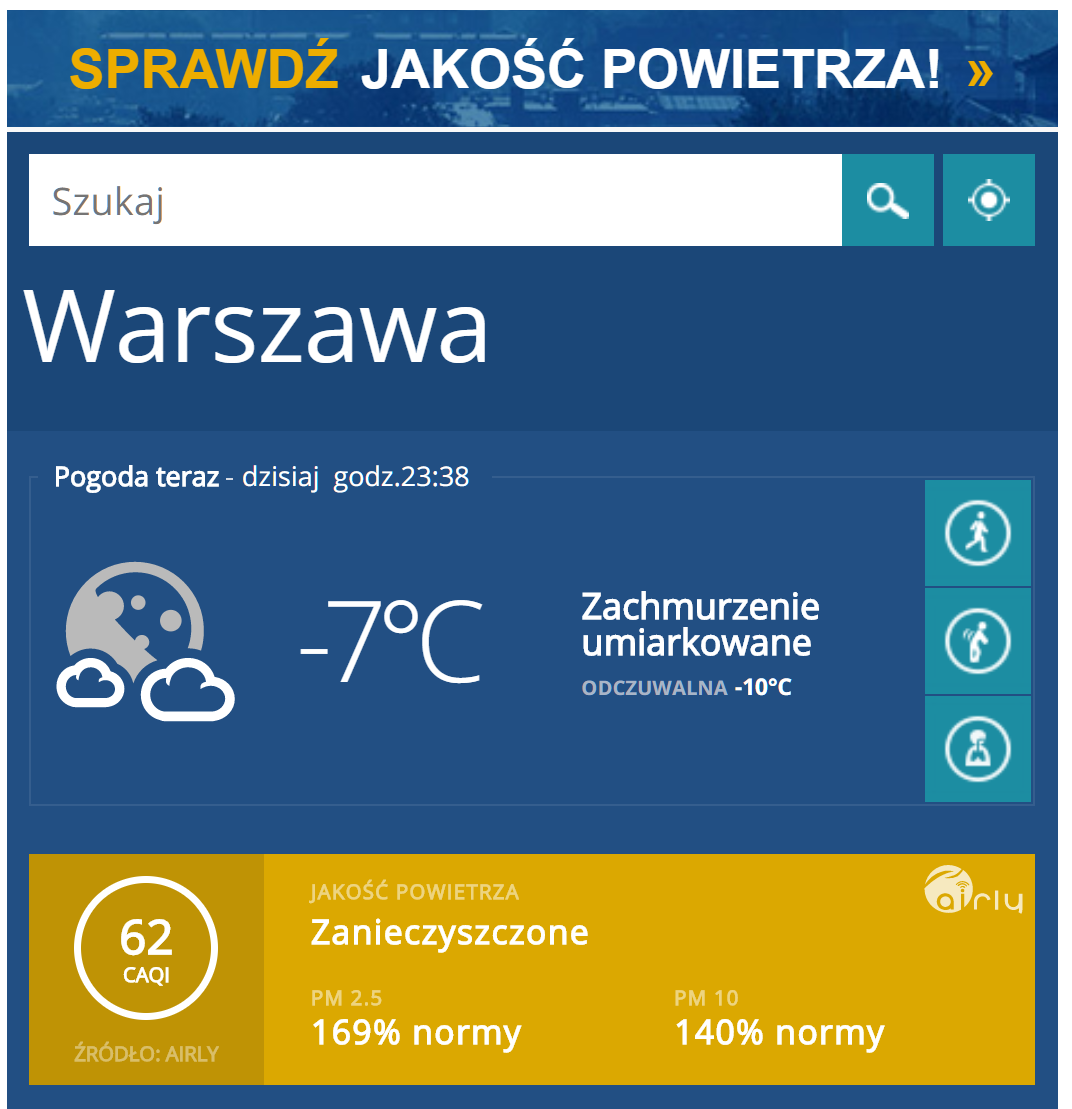 SPRAWDŹ JAKOŚĆ POWIETRZA! »
Szukaj
Warszawa
Pogoda teraz - dzisiaj godz.23:38
-7°C
Zachmurzenie
umiarkowane
ODCZUWALNA -10°C
62
CAQI
ŹRÓDŁO: AIRLY
JAKOŚĆ POWIETRZA
Zanieczyszczone
airly
PM 2.5
169% normy
PM 10
140% normy